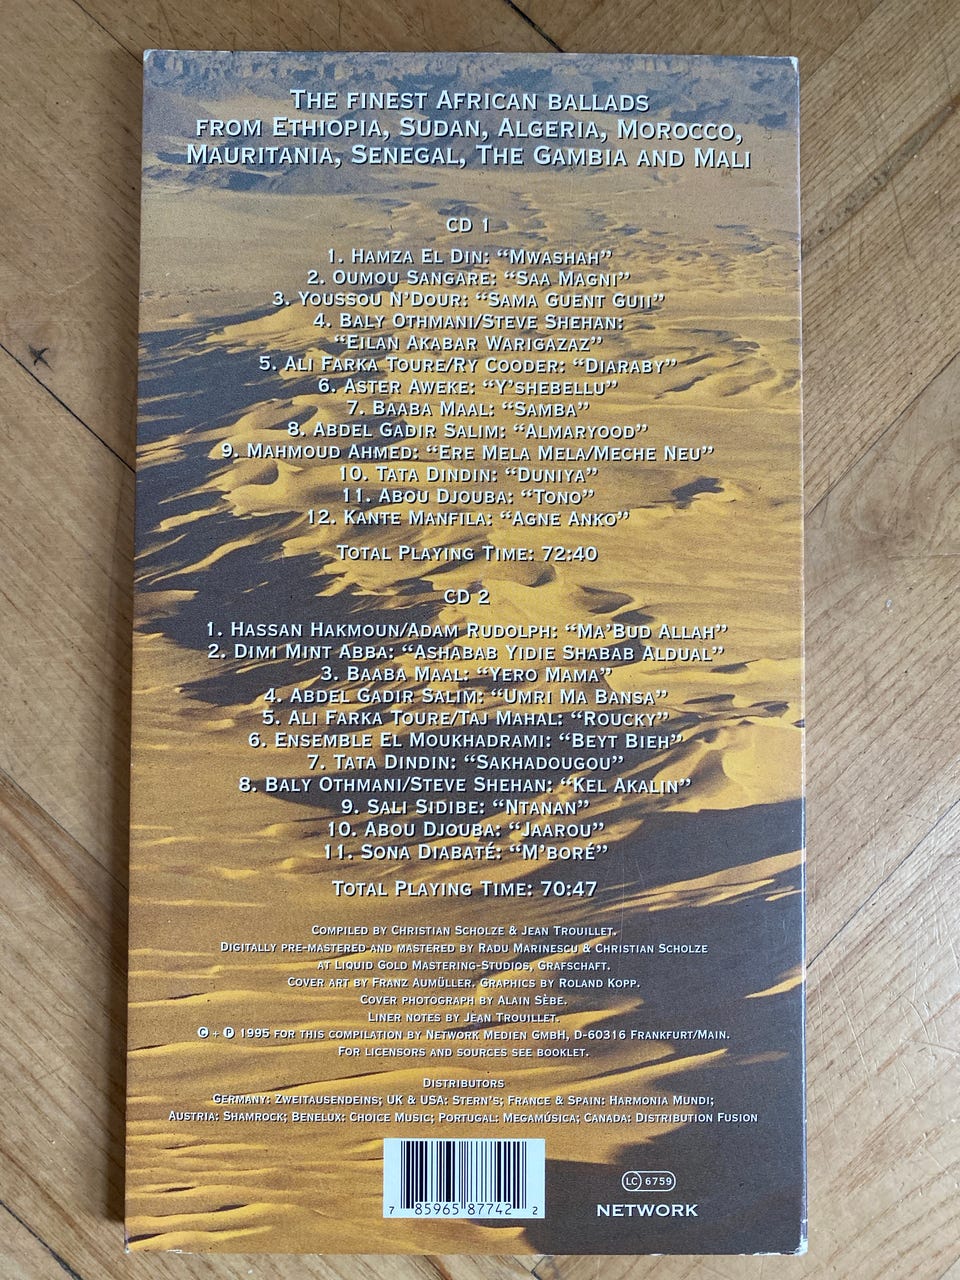 The finest African ballads
from Ethiopia, Sudan, Algeria, Morocco,
Mauritania, Senegal, The Gambia and Mali
CD 1
1. Hamza El Din: “Mwashah”
2. Oumou Sangare: “Saa Magni”
3. Youssou N'Dour: “Sama Guent Guii”
4. Baly Othmani/Steve Shehan:
“Eilan Akabar Warigazaz”
5. Ali Farka Toure/Ry Cooder: “Diaraby”
6. Aster Aweke: “Y'shebellu”
7. Baaba Maal: “Samba”
8. Abdel Gadir Salim: “Almaryood”
9. Mahmoud Ahmed: “Ere Mela Mela/Meche Neu”
10. Tata Dindin: “Duniya”
11. Abou Djouba: “Tono”
12. Kante Manfila: “Agne Anko”
Total Playing Time: 72:40
CD 2
1. Hassan Hakmoun/Adam Rudolph: “Ma'Bud Allah”
2. Dimi Mint Abba: “Ashabab Yidie Shabab Aldual”
3. Baaba Maal: “Yero Mama”
4. Abdel Gadir Salim: “Umri Ma Bansa”
5. Ali Farka Toure/Taj Mahal: “Roucky”
6. Ensemble El Moukhadrami: “Beyt Bieh”
7. Tata Dindin: “Sakhadougou”
8. Baly Othmani/Steve Shehan: “Kel Akalin”
9. Sali Sidibe: “Ntanan”
10. Abou Djouba: “Jaarou”
11. Sona Diabaté: “M'boré”
Total Playing Time: 70:47
Compiled by Christian Scholze & Jean Trouillet.
Digitally pre-mastered and mastered by Radu Marinescu & Christian Scholze
at Liquid Gold Mastering-Studios, Grafschaft.
Cover art by Franz Aumüller. Graphics by Roland Kopp.
Cover photograph by Alain Sèbe.
Liner notes by Jean Trouillet.
© + ℗ 1995 for this compilation by Network Medien GmbH, D-60316 Frankfurt/Main.
For licensors and sources see booklet.
Distributors
Germany: Zweitausendeins; UK & USA: Stern's; France & Spain: Harmonia Mundi;
Austria: Shamrock; Benelux: Choice Music; Portugal: Megamúsica; Canada: Distribution Fusion
7 85965 87742 2
LC 6759
NETWORK